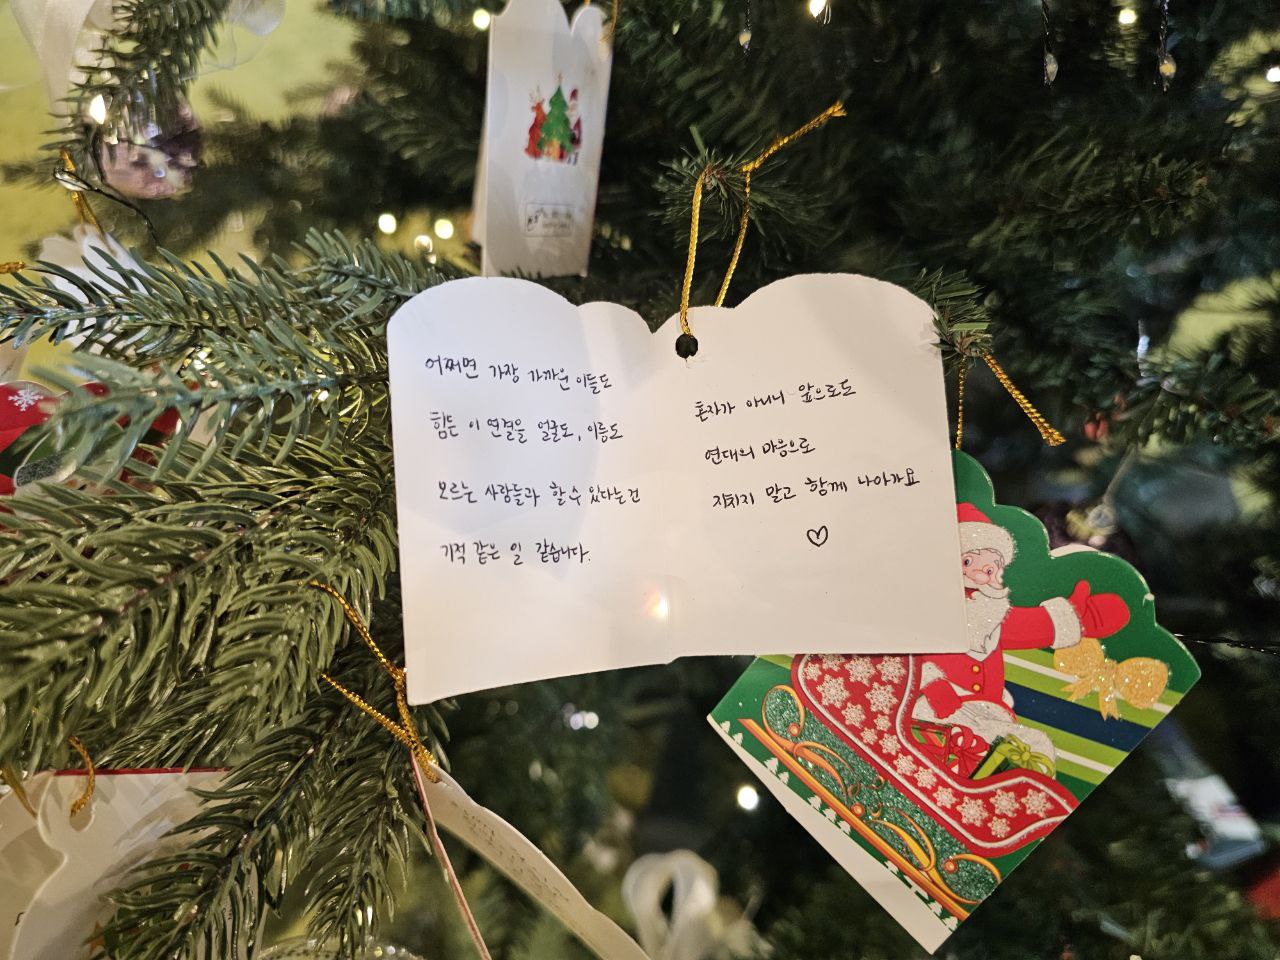 어쩌면 가장 가까운 이들도
힘든 이 연결을 얼굴도, 이름도
모르는 사람들과 할 수 있다는 건
기적 같은 일 같습니다.
혼자가 아니니 앞으로도
연대의 마음으로
지치지 말고 함께 나아가요
♡